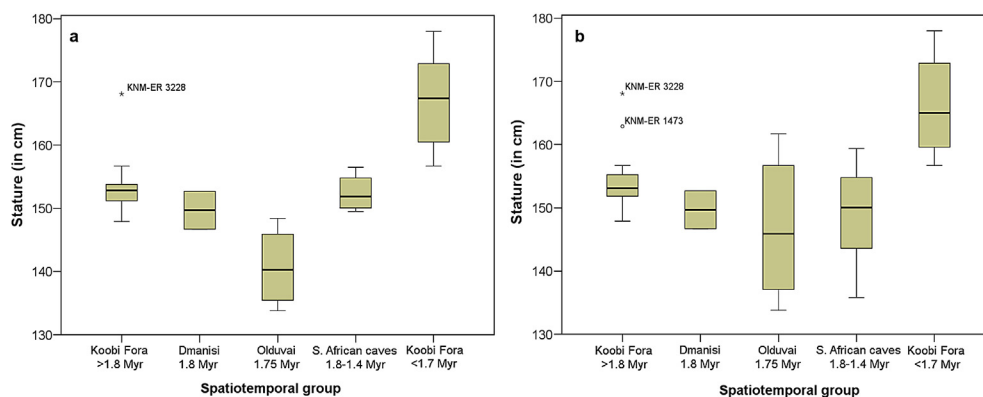 a
KNM-ER 3228
Stature (in cm)
180
170
160
150
140
130
Koobi Fora Dmanisi Olduvai S. African caves Koobi Fora
>1.8 Myr 1.8 Myr 1.75 Myr 1.8-1.4 Myr <1.7 Myr
Spatiotemporal group
b
KNM-ER 3228
KNM-ER 1473
Stature (in cm)
180
170
160
150
140
130
Koobi Fora Dmanisi Olduvai S. African caves Koobi Fora
>1.8 Myr 1.8 Myr 1.75 Myr 1.8-1.4 Myr <1.7 Myr
Spatiotemporal group